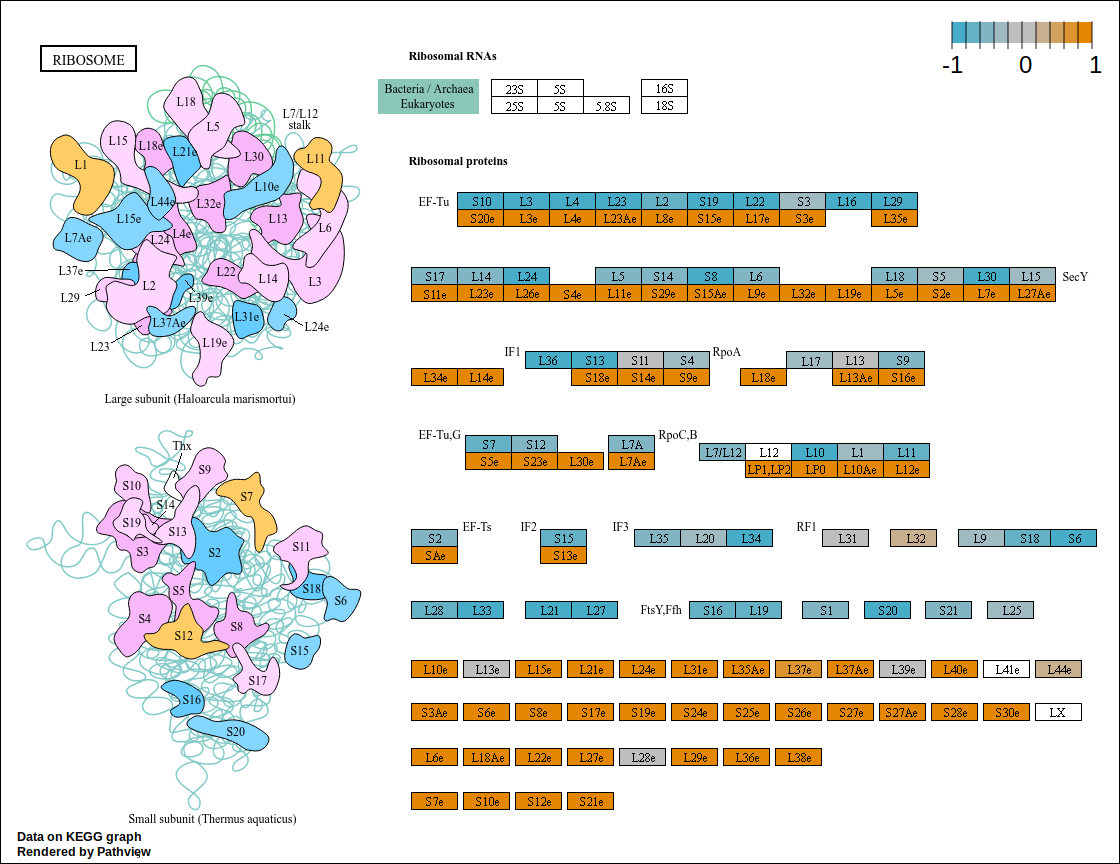 -1 0 1
RIBOSOME
Ribosomal RNAs
Bacteria / Archaea
Eukaryotes
23S 5S 16S
25S 5S 5.8S 18S
Ribosomal proteins
EF-Tu S10 L3 L4 L23 L2 S19 L22 S3 L16 L29
S20e L3e L4e L23Ae L8e S15e L17e S3e L35e
S17 L14 L24 L5 S14 S8 L6 L18 S5 L30 L15 SecY
S11e L23e L26e S4e L11e S29e S15Ae L9e L32e L19e L5e S2e L7e L27Ae
IF1 L36 S13 S11 S4 RpoA L17 L13 S9
L34e L14e S18e S14e S9e L18e L13Ae S16e
EF-Tu,G S7 S12 L7A RpoC,B L7/L12 L12 L10 L1 L11
S5e S23e L30e L7Ae LP1,LP2 LP0 L10Ae L12e
S2 EF-Ts IF2 S15 IF3 L35 L20 L34 RF1 L31 L32 L9 S18 S6
SAe S13e
L28 L33 L21 L27 FtsY,Ffh S16 L19 S1 S20 S21 L25
L10e L13e L15e L21e L24e L31e L35Ae L37e L37Ae L39e L40e L41e L44e
S3Ae S6e S8e S17e S19e S24e S25e S26e S27e S27Ae S28e S30e LX
L6e L18Ae L22e L27e L28e L29e L36e L38e
S7e S10e S12e S21e
L18
L5
L7/L12
stalk
L15
L18e
L21e
L30
L11
L1
L10e
L44e
L32e
L15e
L13
L6
L7Ae
L24
L4e
L37e
L22
L14
L3
L2
L29
L39e
L37Ae
L31e
L24e
L23
L19e
Large subunit (Haloarcula marismortui)
Thx
S9
S10
S7
S14
S19
S13
S3
S2
S11
S5
S18
S6
S4
S12
S8
S15
S17
S16
S20
Small subunit (Thermus aquaticus)
Data on KEGG graph
Rendered by Pathview